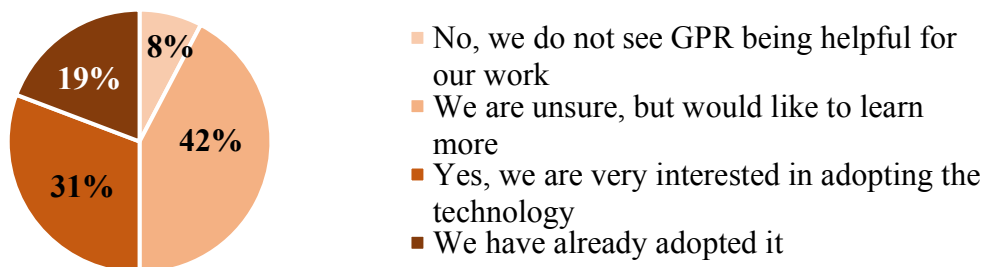 8%
19%
42%
31%
No, we do not see GPR being helpful for
our work
We are unsure, but would like to learn
more
Yes, we are very interested in adopting the
technology
We have already adopted it